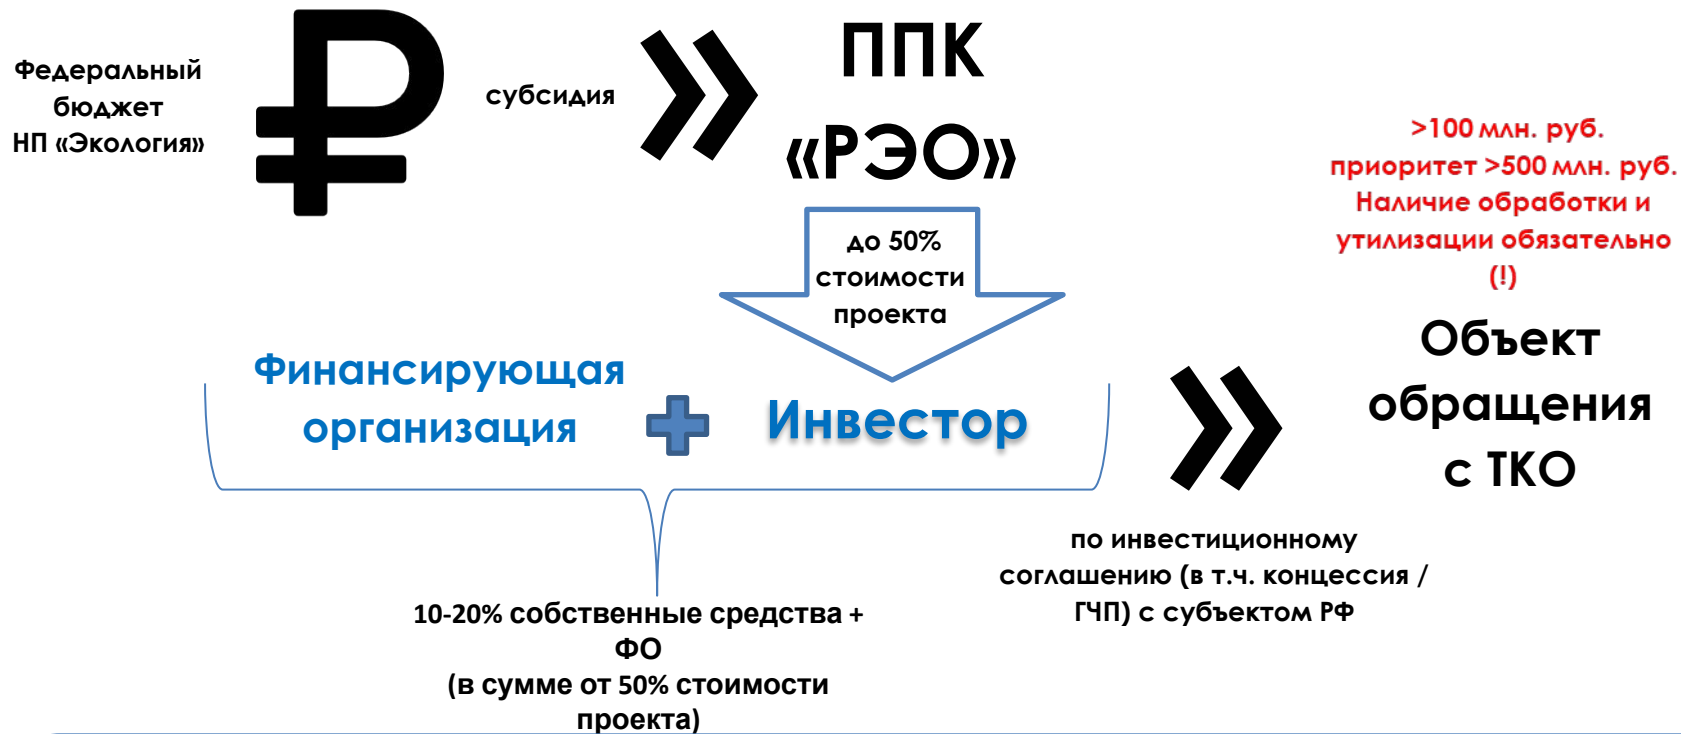 Федеральный
бюджет
НП «Экология»
субсидия
ППК
«РЭО»
>100 млн. руб.
приоритет >500 млн. руб.
Наличие обработки и
утилизации обязательно
(!)
до 50%
стоимости
проекта
Финансирующая
организация
Инвестор
Объект
обращения
с ТКО
по инвестиционному
соглашению (в т.ч. концессия /
ГЧП) с субъектом РФ
10-20% собственные средства +
ФО
(в сумме от 50% стоимости
проекта)